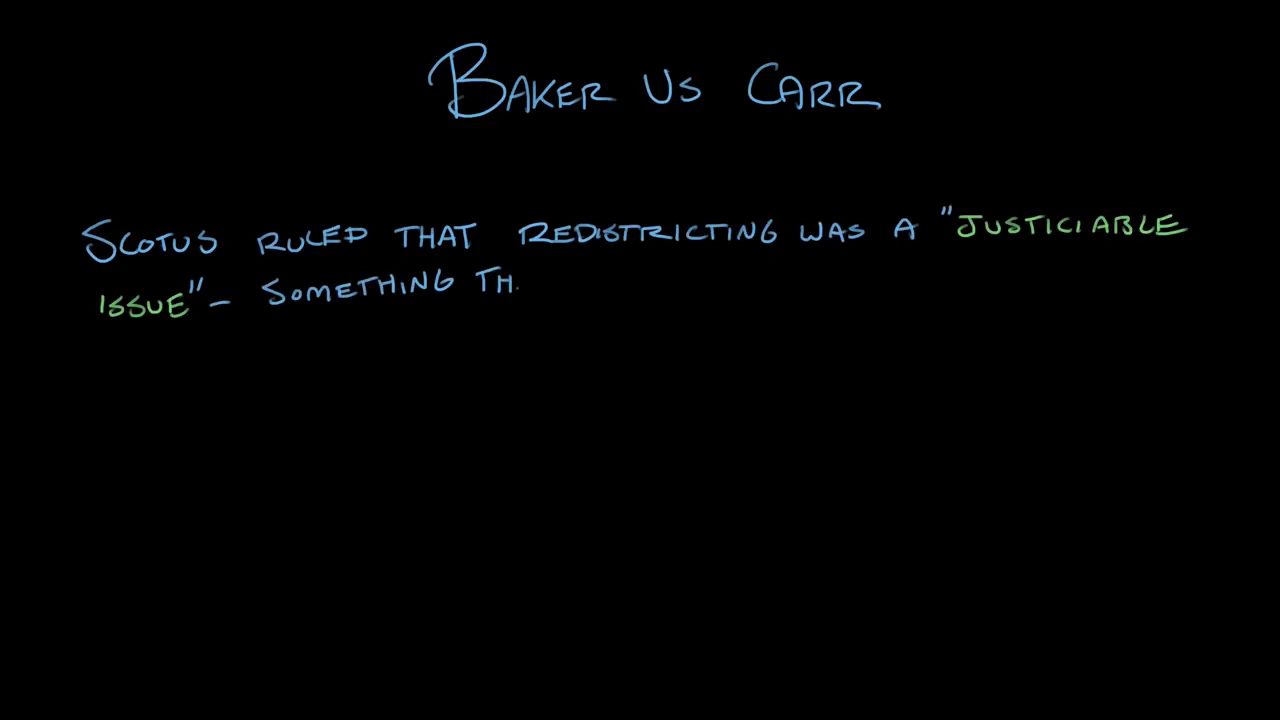 BAKER VS CARR
SCOTUS RULED THAT REDISTRICTING WAS A "JUSTICIABLE
ISSUE" - SOMETHING TH